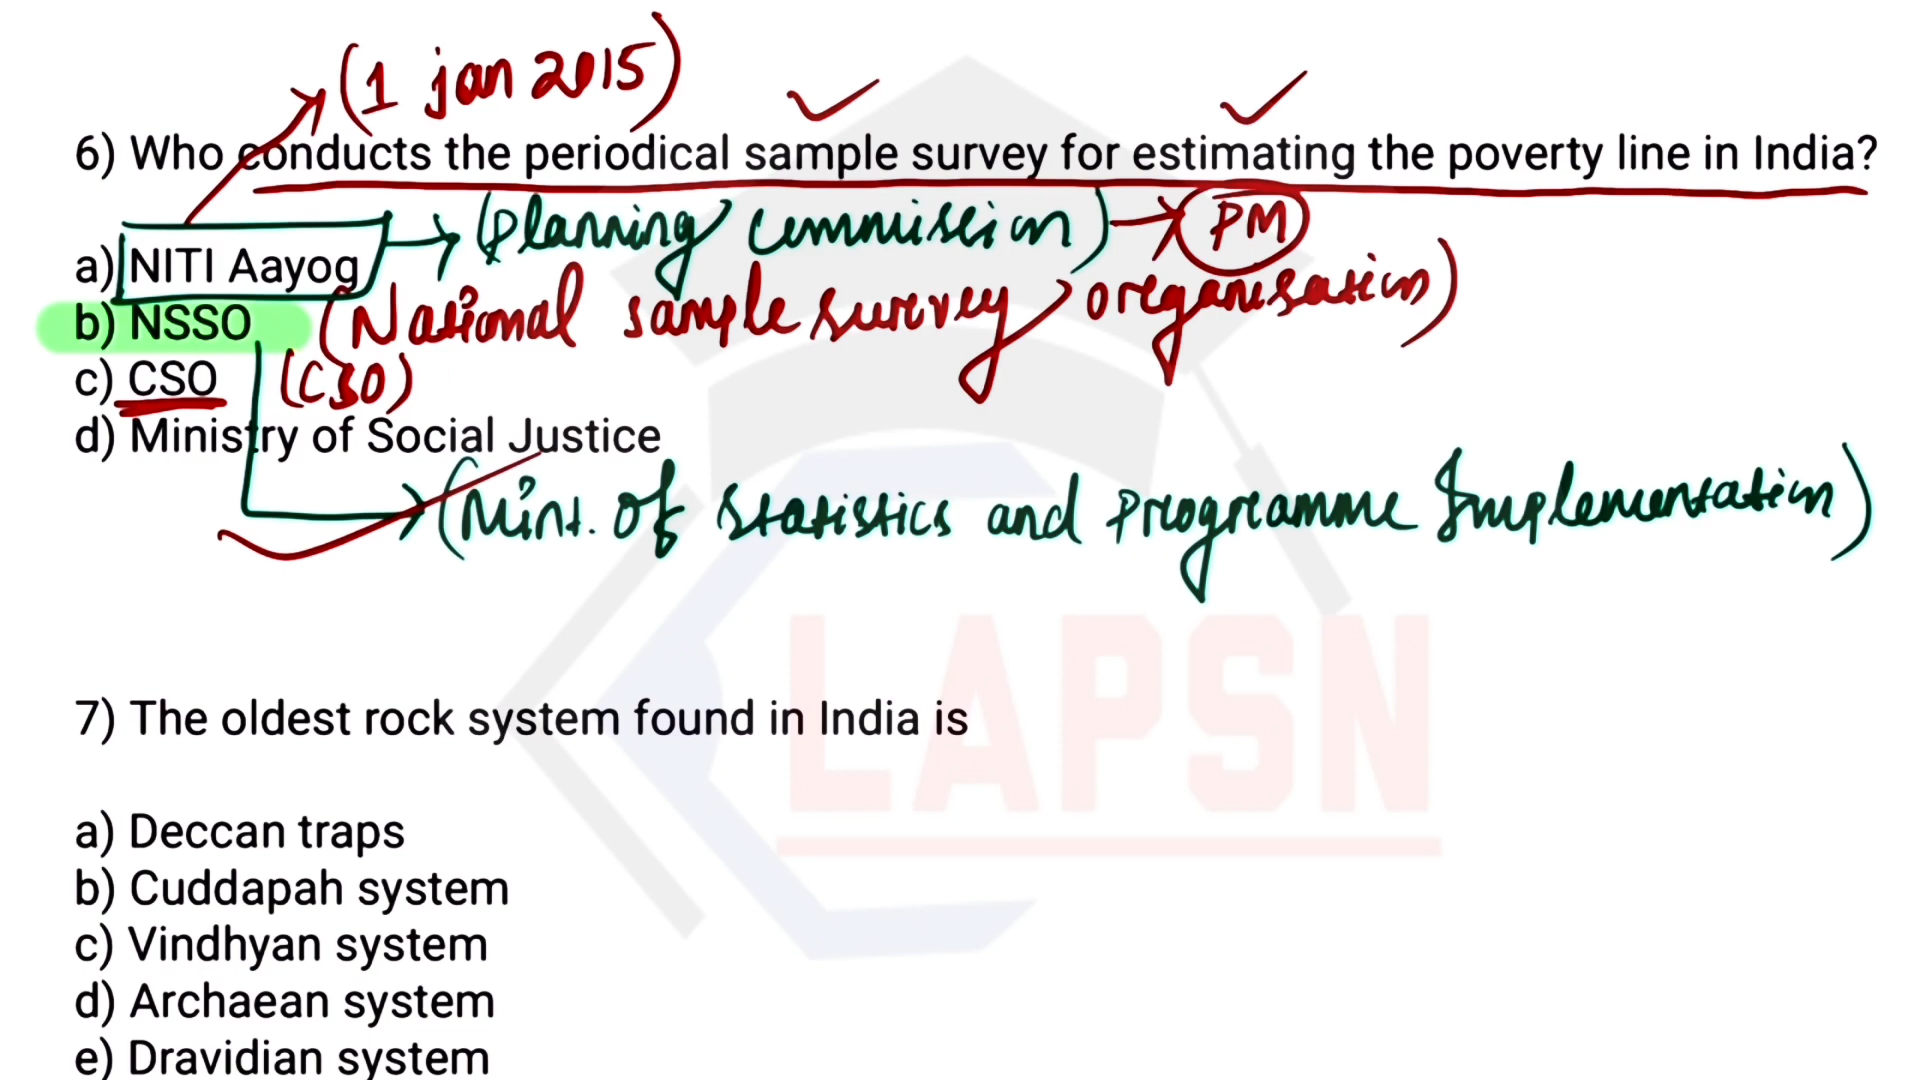 (1 jan 2015)
6) Who conducts the periodical sample survey for estimating the poverty line in India?
(Planning Commission) PM
a) NITI Aayog
b) NSSO (National sample survey organisation)
c) CSO (CSO)
d) Ministry of Social Justice
(Mint. Of Statistics and Programme Implementation)
LAPSN
7) The oldest rock system found in India is
a) Deccan traps
b) Cuddapah system
c) Vindhyan system
d) Archaean system
e) Dravidian system